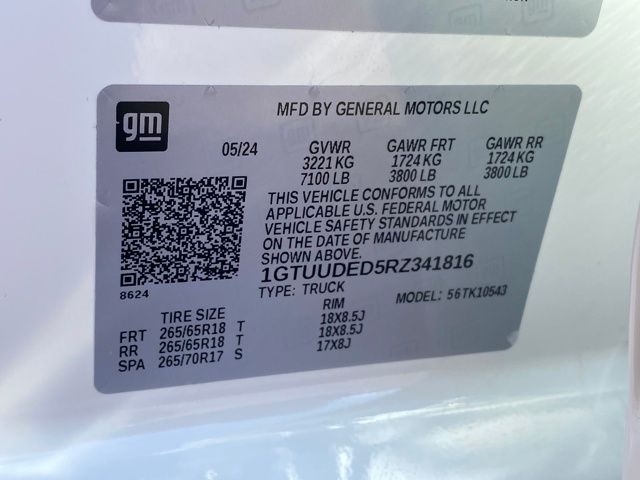 gm
MFD BY GENERAL MOTORS LLC
05/24 GVWR GAWR FRT GAWR RR
3221 KG 1724 KG 1724 KG
7100 LB 3800 LB 3800 LB
THIS VEHICLE CONFORMS TO ALL
APPLICABLE U.S. FEDERAL MOTOR
VEHICLE SAFETY STANDARDS IN EFFECT
ON THE DATE OF MANUFACTURE
SHOWN ABOVE.
1GTUUDED5RZ341816
8624
TYPE: TRUCK MODEL: 56TK10543
TIRE SIZE RIM
FRT 265/65R18 T 18X8.5J
RR 265/65R18 T 18X8.5J
SPA 265/70R17 S 17X8J